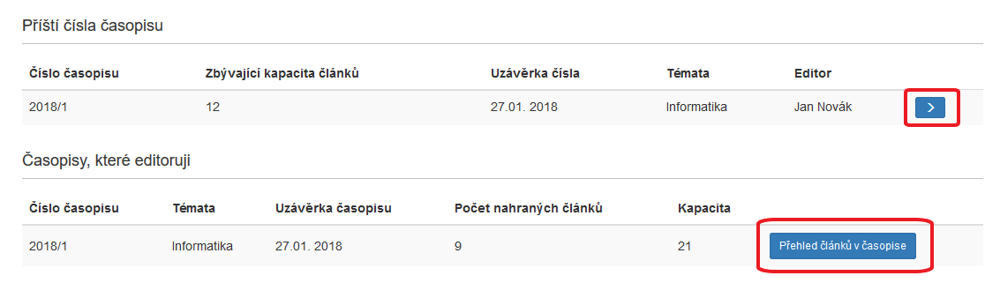 Příští čísla časopisu
Číslo časopisu Zbývající kapacita článků Uzávěrka čísla Témata Editor
2018/1 12 27.01. 2018 Informatika Jan Novák
Časopisy, které editoruji
Číslo časopisu Témata Uzávěrka časopisu Počet nahraných článků Kapacita
2018/1 Informatika 27.01. 2018 9 21 Přehled článků v časopise